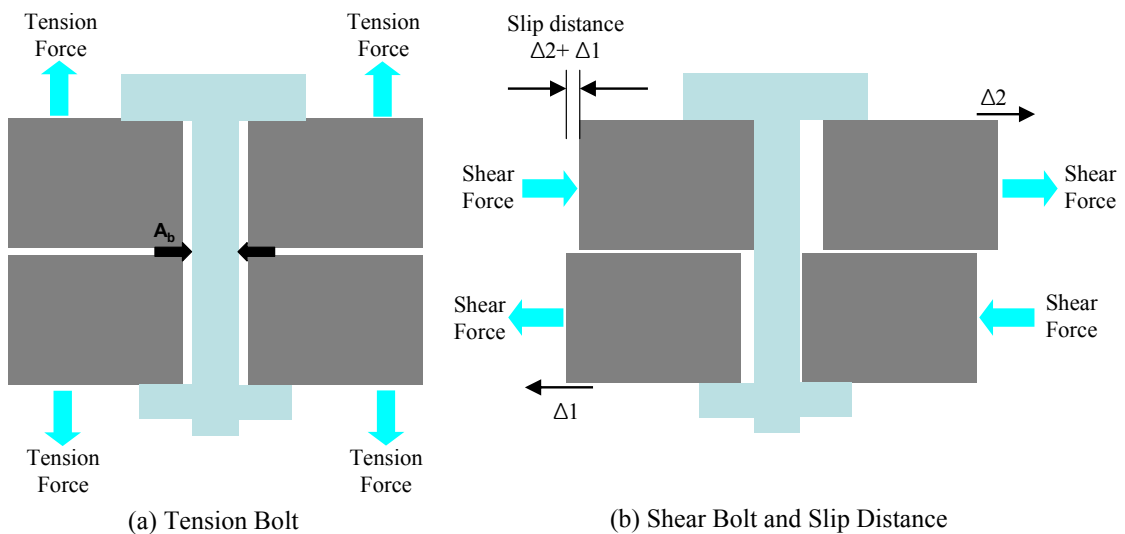 Tension
Force
Tension
Force
A_b
Tension
Force
Tension
Force
(a) Tension Bolt
Slip distance
Δ2+ Δ1
Δ2
Shear
Force
Shear
Force
Shear
Force
Shear
Force
Δ1
(b) Shear Bolt and Slip Distance